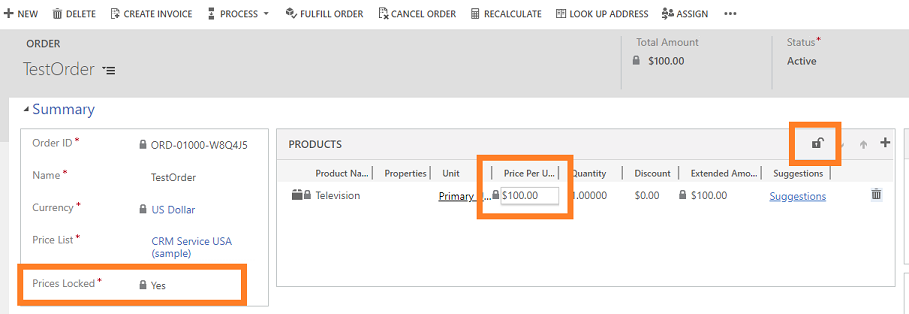 NEW DELETE CREATE INVOICE PROCESS FULFILL ORDER CANCEL ORDER RECALCULATE LOOK UP ADDRESS ASSIGN ...
ORDER
TestOrder
Total Amount
$100.00
Status*
Active
Summary
Order ID* ORD-01000-W8Q4J5
Name* TestOrder
Currency* US Dollar
Price List* CRM Service USA
(sample)
Prices Locked* Yes
PRODUCTS
Product Na... Properties Unit Price Per U... Quantity Discount Extended Amo... Suggestions
Television Primary $100.00 1.00000 $0.00 $100.00 Suggestions